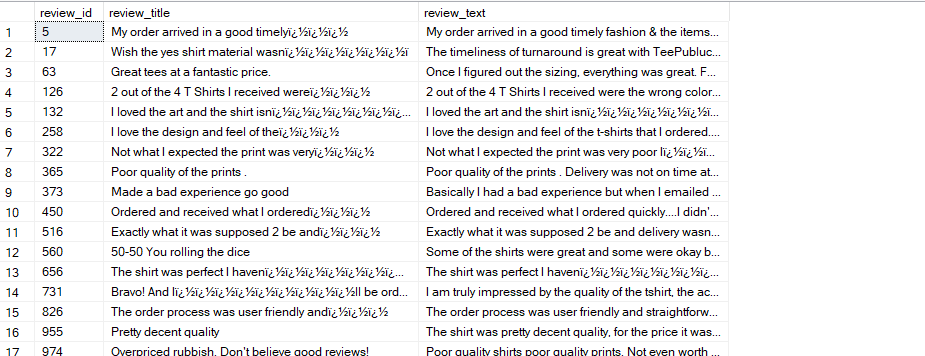 review_id review_title review_text
1 5 My order arrived in a good timelyï¿½ï¿½ï¿½ My order arrived in a good timely fashion & the items...
2 17 Wish the yes shirt material wasnï¿½ï¿½ï¿½ï¿½ï¿½ï¿½ï The timeliness of turnaround is great with TeePubluc...
3 63 Great tees at a fantastic price. Once I figured out the sizing, everything was great. F...
4 126 2 out of the 4 T Shirts I received wereï¿½ï¿½ï¿½ 2 out of the 4 T Shirts I received were the wrong color...
5 132 I loved the art and the shirt isnï¿½ï¿½ï¿½ï¿½ï¿½ï¿½ï¿... I loved the art and the shirt isnï¿½ï¿½ï¿½ï¿½ï¿½ï¿½ï¿½
6 258 I love the design and feel of theï¿½ï¿½ï¿½ I love the design and feel of the t-shirts that I ordered....
7 322 Not what I expected the print was veryï¿½ï¿½ï¿½ Not what I expected the print was very poor Iï¿½ï¿½ï...
8 365 Poor quality of the prints . Poor quality of the prints . Delivery was not on time at...
9 373 Made a bad experience go good Basically I had a bad experience but when I emailed ...
10 450 Ordered and received what I orderedï¿½ï¿½ï¿½ Ordered and received what I ordered quickly....I didn'...
11 516 Exactly what it was supposed 2 be andï¿½ï¿½ï¿½ Exactly what it was supposed 2 be and delivery wasn...
12 560 50-50 You rolling the dice Some of the shirts were great and some were okay b...
13 656 The shirt was perfect I havenï¿½ï¿½ï¿½ï¿½ï¿½ï¿½ï¿... The shirt was perfect I havenï¿½ï¿½ï¿½ï¿½ï¿½ï¿½ï¿...
14 731 Bravo! And Iï¿½ï¿½ï¿½ï¿½ï¿½ï¿½ï¿½ï¿½ï¿½ll be ord... I am truly impressed by the quality of the tshirt, the ac...
15 826 The order process was user friendly andï¿½ï¿½ï¿½ The order process was user friendly and straightforw...
16 955 Pretty decent quality The shirt was pretty decent quality, for the price it was...
17 974 Overpriced rubbish. Don't believe good reviews! Poor quality shirts poor quality prints. Not even worth ...